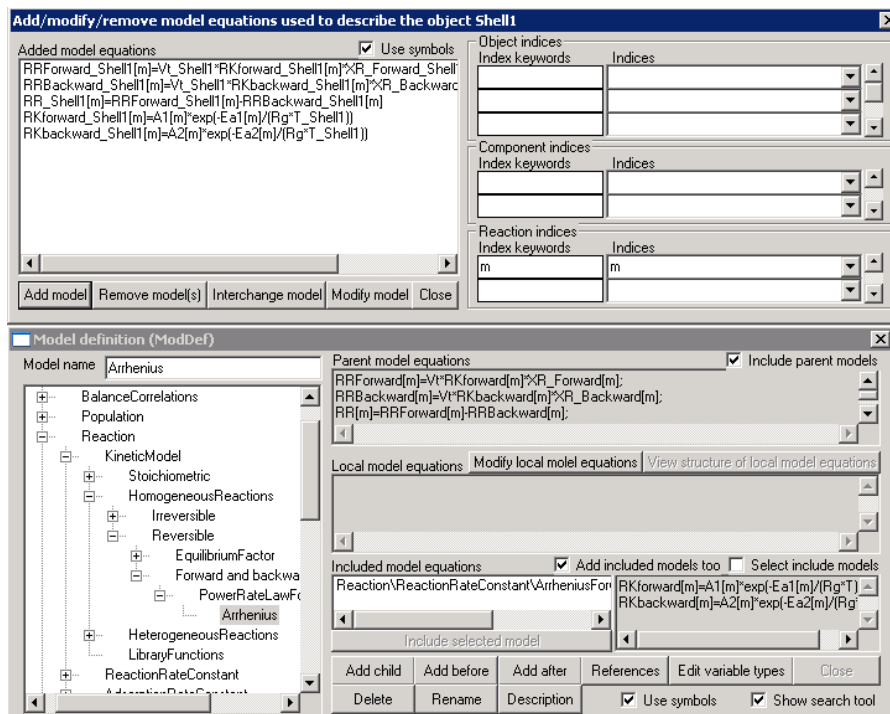 Add/modify/remove model equations used to describe the object Shell1
Added model equations
Use symbols
RRForward_Shell1[m]=Vt_Shell1*RKforward_Shell1[m]*XR_Forward_Shell
RRBackward_Shell1[m]=Vt_Shell1*RKbackward_Shell1[m]*XR_Backward
RR_Shell1[m]=RRForward_Shell1[m]-RRBackward_Shell1[m]
RKforward_Shell1[m]=A1[m]*exp(-Ea1[m]/(Rg*T_Shell1))
RKbackward_Shell1[m]=A2[m]*exp(-Ea2[m]/(Rg*T_Shell1))
Add model Remove model(s) Interchange model Modify model Close
Object indices
Index keywords Indices
Component indices
Index keywords Indices
Reaction indices
Index keywords Indices
m m
Model definition (ModDef)
Model name Arrhenius
BalanceCorrelations
Population
Reaction
KineticModel
Stoichiometric
HomogeneousReactions
Irreversible
Reversible
EquilibriumFactor
Forward and backwa
PowerRateLawFo
Arrhenius
HeterogeneousReactions
LibraryFunctions
ReactionRateConstant
AdsorptionRateConstant
Parent model equations
Include parent models
RRForward[m]=Vt*RKforward[m]*XR_Forward[m];
RRBackward[m]=Vt*RKbackward[m]*XR_Backward[m];
RR[m]=RRForward[m]-RRBackward[m];
Local model equations Modify local molel equations View structure of local model equations
Included model equations
Add included models too Select include models
Reaction\ReactionRateConstant\ArrheniusFor
RKforward[m]=A1[m]*exp(-Ea1[m]/(Rg*T)
RKbackward[m]=A2[m]*exp(-Ea2[m]/(Rg
Include selected model
Add child Add before Add after References Edit variable types Close
Delete Rename Description Use symbols Show search tool